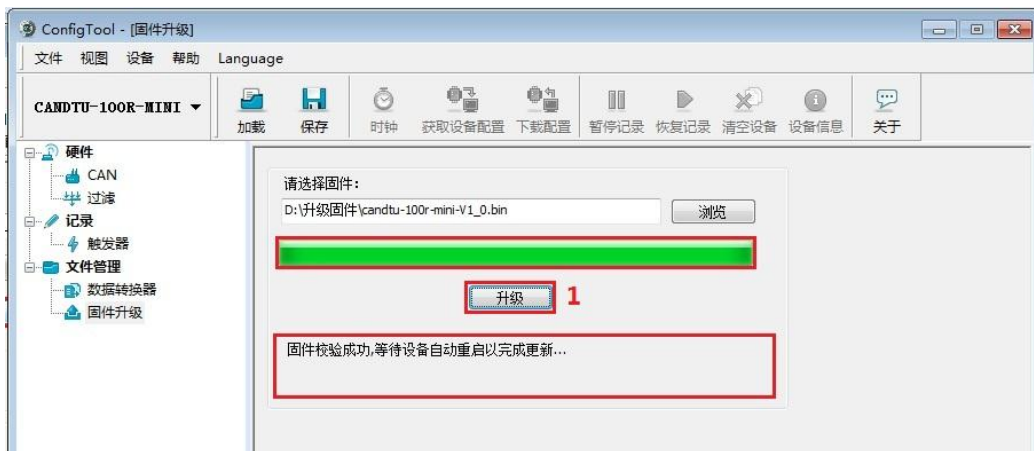 ConfigTool - [固件升级]
文件 视图 设备 帮助 Language
CANDTU-100R-MINI
加载 保存 时钟 获取设备配置 下载配置 暂停记录 恢复记录 清空设备 设备信息 关于
硬件
CAN
过滤
记录
触发器
文件管理
数据转换器
固件升级
请选择固件:
D:\升级固件\candtu-100r-mini-V1_0.bin 浏览
升级 1
固件校验成功,等待设备自动重启以完成更新...